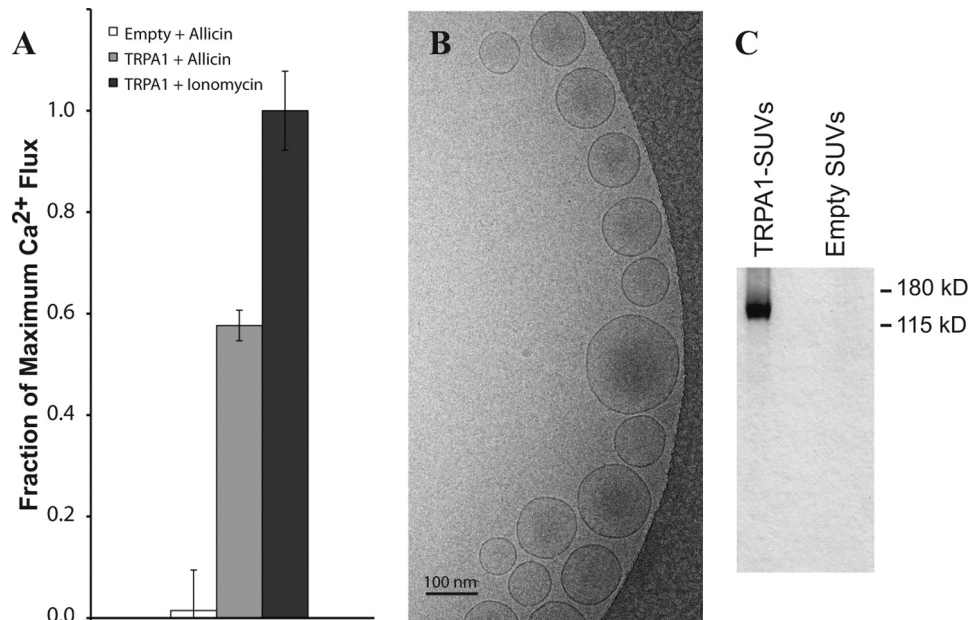 A
Empty + Allicin
TRPA1 + Allicin
TRPA1 + Ionomycin
Fraction of Maximum Ca2+ Flux
1.0
0.8
0.6
0.4
0.2
0.0
B
100 nm
C
TRPA1-SUVs
Empty SUVs
180 kD
115 kD